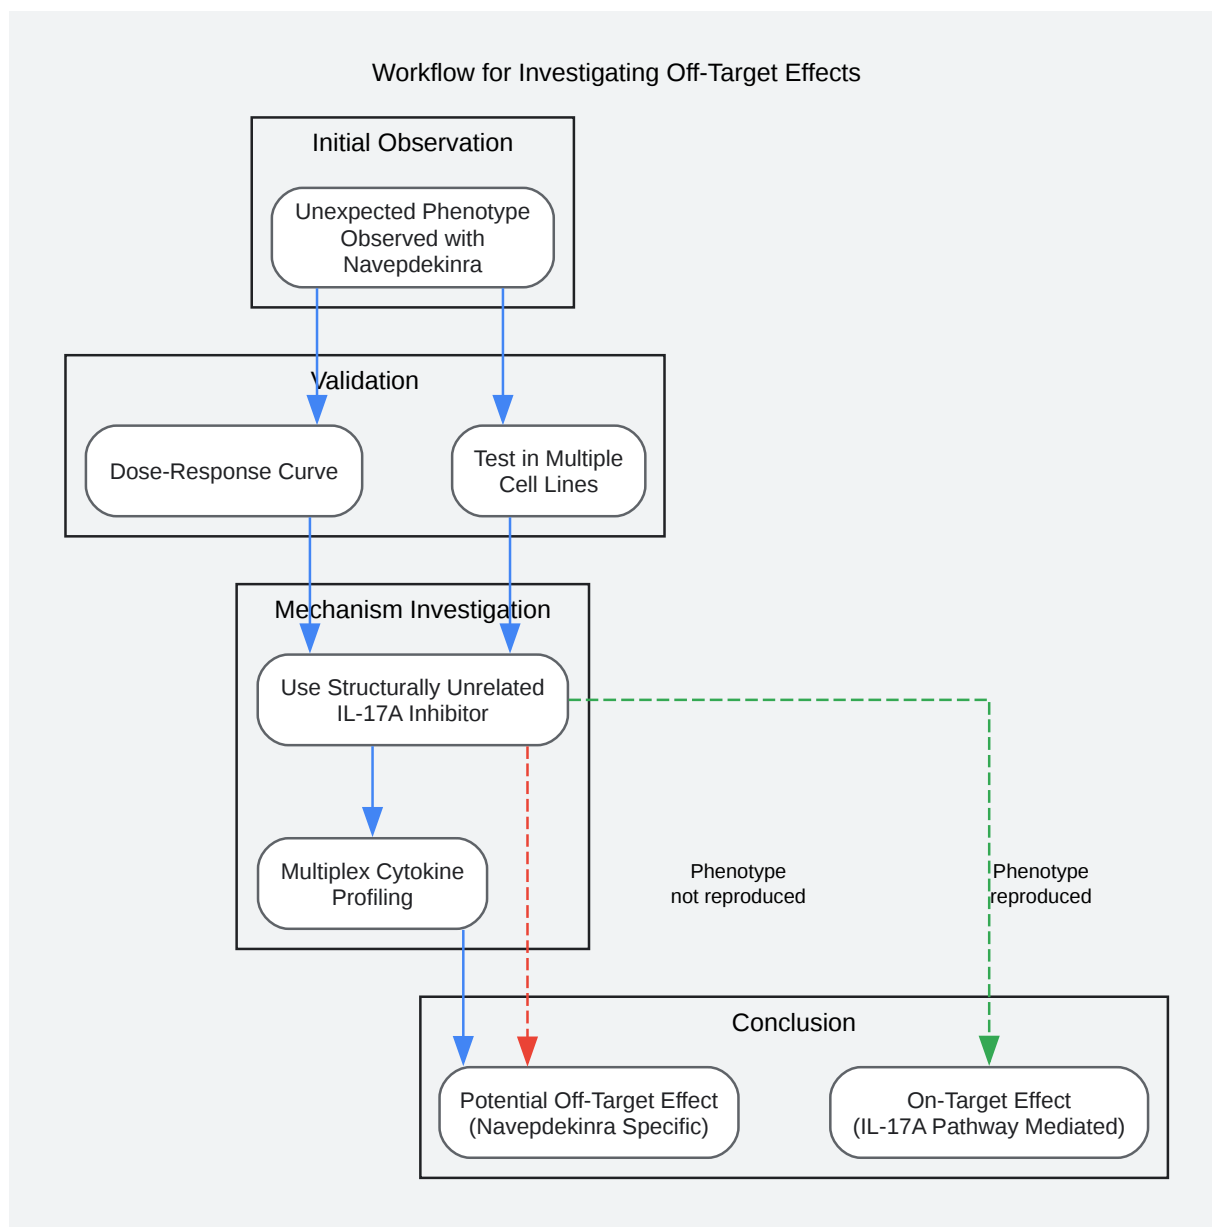 Workflow for Investigating Off-Target Effects
Initial Observation
Unexpected Phenotype
Observed with
Navepdekinra
Validation
Dose-Response Curve
Test in Multiple
Cell Lines
Mechanism Investigation
Use Structurally Unrelated
IL-17A Inhibitor
Multiplex Cytokine
Profiling
Phenotype
not reproduced
Phenotype
reproduced
Conclusion
Potential Off-Target Effect
(Navepdekinra Specific)
On-Target Effect
(IL-17A Pathway Mediated)